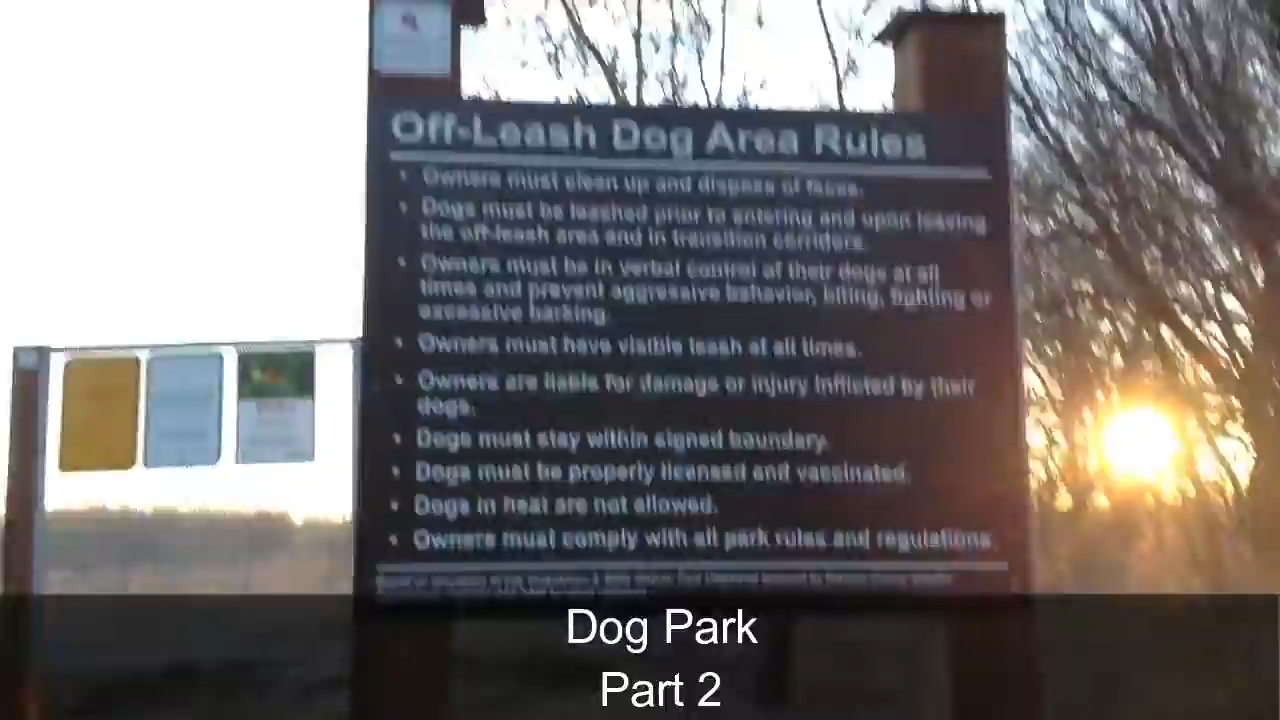 Off-Leash Dog Area Rules
• Owners must clean up and dispose of feces.
• Dogs must be leashed prior to entering and upon leaving
the off-leash area and in transition corridors.
• Owners must be in verbal control of their dogs at all
times and prevent aggressive behavior, biting, fighting or
excessive barking.
• Owners must have visible leash at all times.
• Owners are liable for damage or injury inflicted by their
dogs.
• Dogs must stay within signed boundary.
• Dogs must be properly licensed and vaccinated.
• Dogs in heat are not allowed.
• Owners must comply with all park rules and regulations.
Dog Park
Part 2